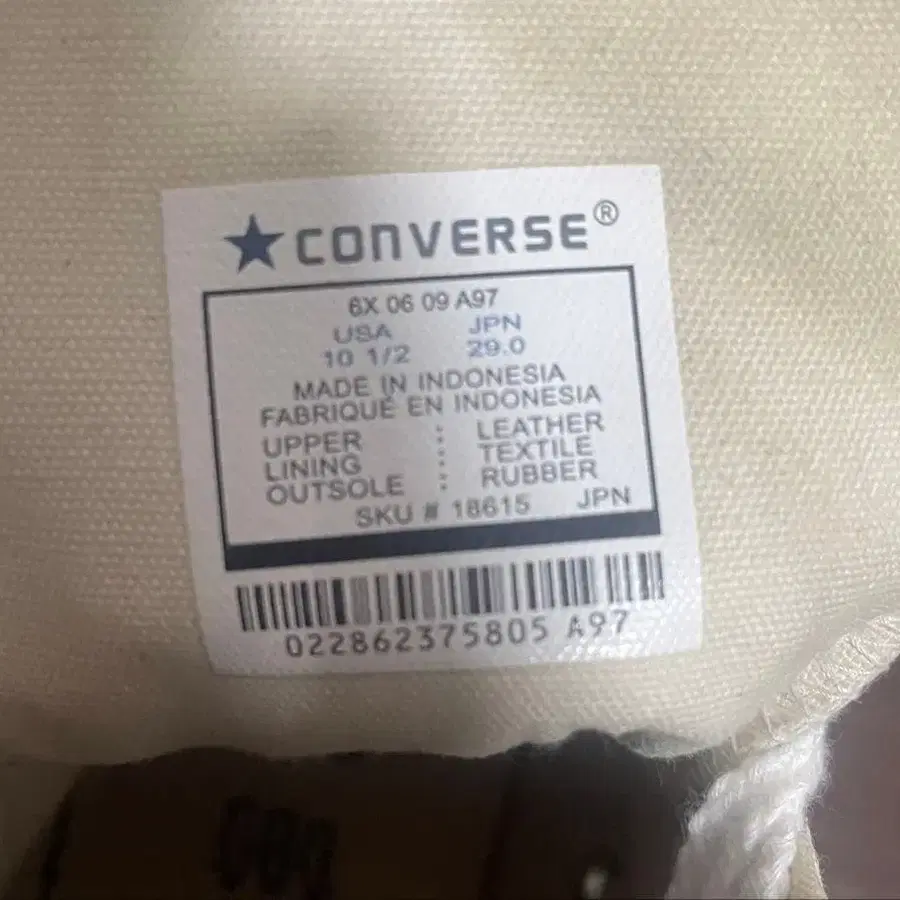 ★ CONVERSE®
6X 06 09 A97
USA JPN
10 1/2 29.0
MADE IN INDONESIA
FABRIQUÉ EN INDONESIA
UPPER : LEATHER
LINING : TEXTILE
OUTSOLE : RUBBER
SKU # 18615 JPN
022862375805 A97